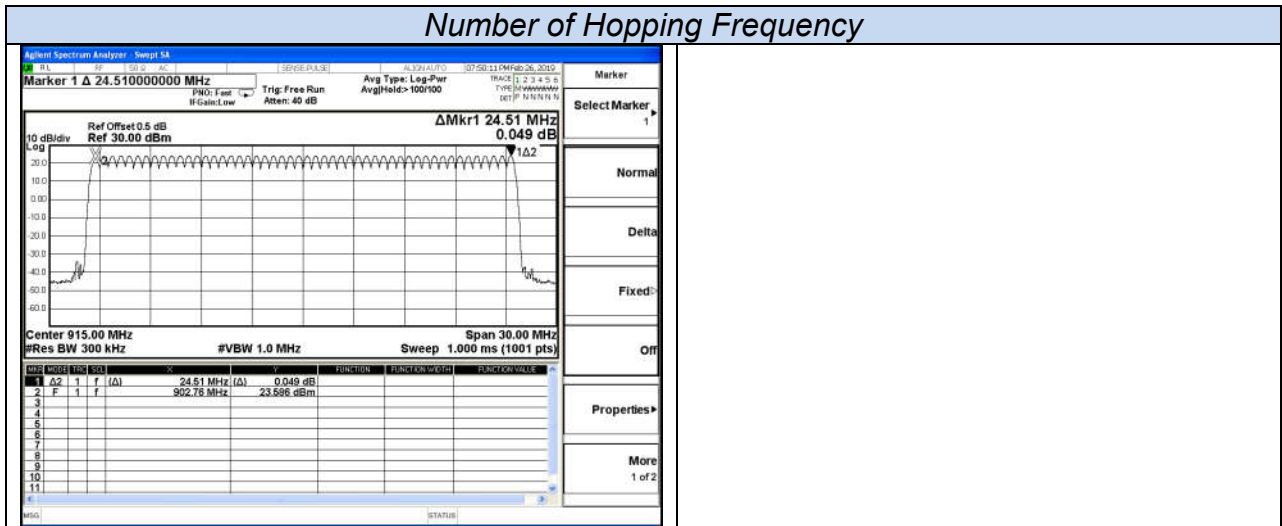 Number of Hopping Frequency
Agilent Spectrum Analyzer - Swept SA
RL RF 50 Ω AC SENSE:PULSE ALIGN AUTO 07:50:11 PM Feb 26, 2019
Marker 1 Δ 24.510000000 MHz
PNO: Fast
IFGain:Low
Trig: Free Run
Atten: 40 dB
Avg Type: Log-Pwr
Avg|Hold:>100/100
TRACE 1 2 3 4 5 6
TYPE
DET P N N N N N
Ref Offset 0.5 dB
Ref 30.00 dBm
10 dB/div
Log
ΔMkr1 24.51 MHz
0.049 dB
1Δ2
2
20.0
10.0
0.00
-10.0
-20.0
-30.0
-40.0
-50.0
-60.0
Center 915.00 MHz
Span 30.00 MHz
#Res BW 300 kHz
#VBW 1.0 MHz
Sweep 1.000 ms (1001 pts)
MKR MODE TRC SCL X Y FUNCTION FUNCTION WIDTH FUNCTION VALUE
1 Δ2 1 f (Δ) 24.51 MHz (Δ) 0.049 dB
2 F 1 f 902.76 MHz 23.586 dBm
3
4
5
6
7
8
9
10
11
MSG
STATUS
Marker
Select Marker
1
Normal
Delta
Fixed
Off
Properties
More
1 of 2